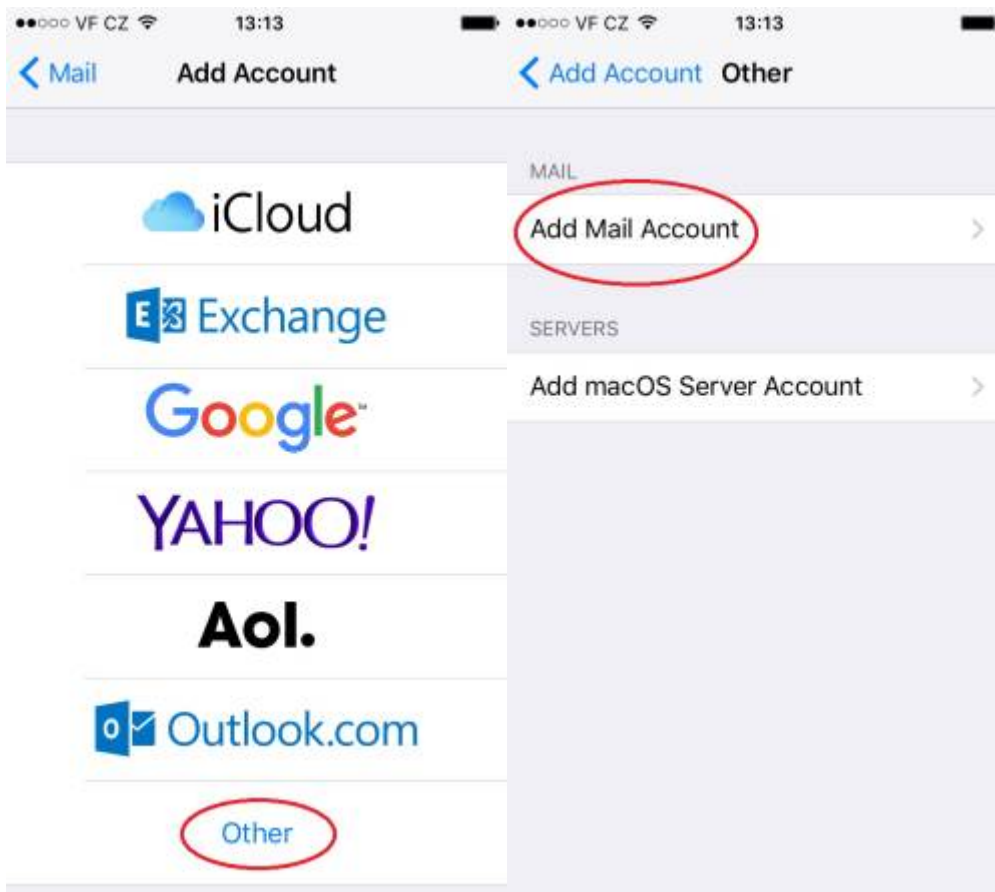 VF CZ 13:13
Mail Add Account
iCloud
Exchange
Google™
YAHOO!
Aol.
Outlook.com
Other
VF CZ 13:13
Add Account Other
MAIL
Add Mail Account
SERVERS
Add macOS Server Account